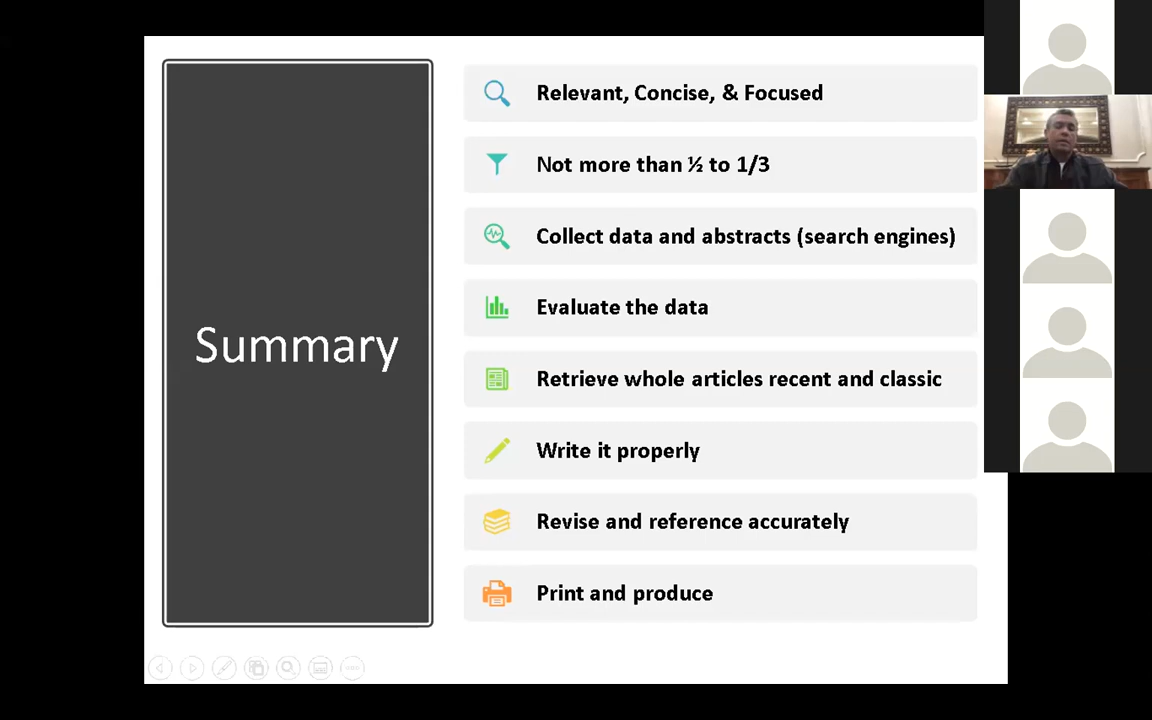 Summary
Relevant, Concise, & Focused
Not more than ½ to 1/3
Collect data and abstracts (search engines)
Evaluate the data
Retrieve whole articles recent and classic
Write it properly
Revise and reference accurately
Print and produce